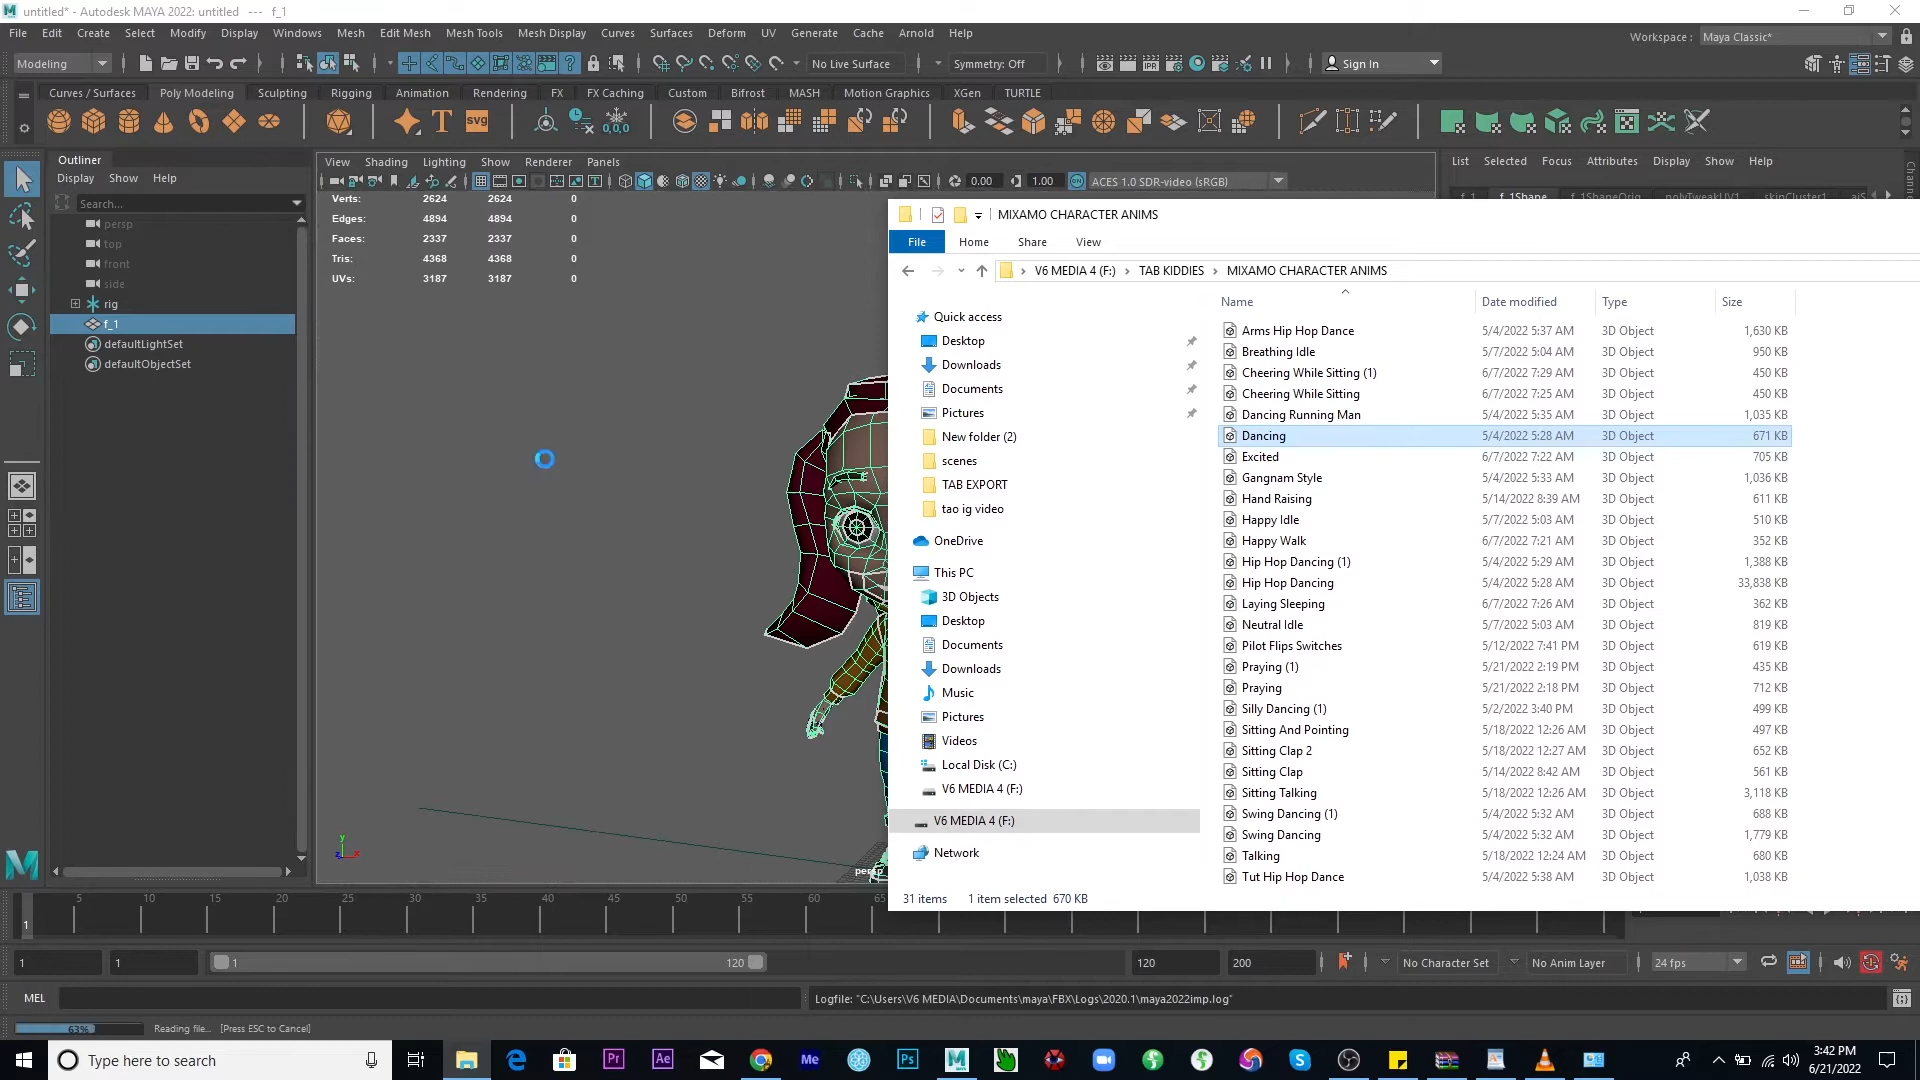 untitled* - Autodesk MAYA 2022: untitled --- f_1
File Edit Create Select Modify Display Windows Mesh Edit Mesh Mesh Tools Mesh Display Curves Surfaces Deform UV Generate Cache Arnold Help
Workspace : Maya Classic*
Modeling No Live Surface Symmetry: Off Sign In
Curves / Surfaces Poly Modeling Sculpting Rigging Animation Rendering FX FX Caching Custom Bifrost MASH Motion Graphics XGen TURTLE
SVG 0,0,0
Outliner
Display Show Help
Search...
persp
top
front
side
rig
f_1
defaultLightSet
defaultObjectSet
View Shading Lighting Show Renderer Panels
0.00 1.00 ACES 1.0 SDR-video (sRGB)
Verts: 2624 2624 0
Edges: 4894 4894 0
Faces: 2337 2337 0
Tris: 4368 4368 0
UVs: 3187 3187 0
List Selected Focus Attributes Display Show Help
f_1 f_1Shape f_1ShapeOrig polyTweakUV1 skinCluster1
MIXAMO CHARACTER ANIMS
File Home Share View
V6 MEDIA 4 (F:) TAB KIDDIES MIXAMO CHARACTER ANIMS
Quick access
Desktop
Downloads
Documents
Pictures
New folder (2)
scenes
TAB EXPORT
tao ig video
OneDrive
This PC
3D Objects
Desktop
Documents
Downloads
Music
Pictures
Videos
Local Disk (C:)
V6 MEDIA 4 (F:)
V6 MEDIA 4 (F:)
Network
Name Date modified Type Size
Arms Hip Hop Dance 5/4/2022 5:37 AM 3D Object 1,630 KB
Breathing Idle 5/7/2022 5:04 AM 3D Object 950 KB
Cheering While Sitting (1) 6/7/2022 7:29 AM 3D Object 450 KB
Cheering While Sitting 6/7/2022 7:25 AM 3D Object 450 KB
Dancing Running Man 5/4/2022 5:35 AM 3D Object 1,035 KB
Dancing 5/4/2022 5:28 AM 3D Object 671 KB
Excited 6/7/2022 7:22 AM 3D Object 705 KB
Gangnam Style 5/4/2022 5:33 AM 3D Object 1,036 KB
Hand Raising 5/14/2022 8:39 AM 3D Object 611 KB
Happy Idle 5/7/2022 5:03 AM 3D Object 510 KB
Happy Walk 6/7/2022 7:21 AM 3D Object 352 KB
Hip Hop Dancing (1) 5/4/2022 5:29 AM 3D Object 1,388 KB
Hip Hop Dancing 5/4/2022 5:28 AM 3D Object 33,838 KB
Laying Sleeping 6/7/2022 7:26 AM 3D Object 362 KB
Neutral Idle 5/7/2022 5:03 AM 3D Object 819 KB
Pilot Flips Switches 5/12/2022 7:41 PM 3D Object 619 KB
Praying (1) 5/21/2022 2:19 PM 3D Object 435 KB
Praying 5/21/2022 2:18 PM 3D Object 712 KB
Silly Dancing (1) 5/2/2022 3:40 PM 3D Object 499 KB
Sitting And Pointing 5/18/2022 12:26 AM 3D Object 497 KB
Sitting Clap 2 5/18/2022 12:27 AM 3D Object 652 KB
Sitting Clap 5/14/2022 8:42 AM 3D Object 561 KB
Sitting Talking 5/18/2022 12:26 AM 3D Object 3,118 KB
Swing Dancing (1) 5/4/2022 5:32 AM 3D Object 688 KB
Swing Dancing 5/4/2022 5:32 AM 3D Object 1,779 KB
Talking 5/18/2022 12:24 AM 3D Object 680 KB
Tut Hip Hop Dance 5/4/2022 5:38 AM 3D Object 1,038 KB
31 items 1 item selected 670 KB
y
z x
persp
5 10 15 20 25 30 35 40 45 50 55 60 65
1
1 1 1 120 120 200 No Character Set No Anim Layer 24 fps
MEL Logfile: "C:\Users\V6 MEDIA\Documents\maya\FBX\Logs\2020.1\maya2022imp.log"
63% Reading file... [Press ESC to Cancel]
Type here to search
Pr Ae Me Ps
3:42 PM
6/21/2022